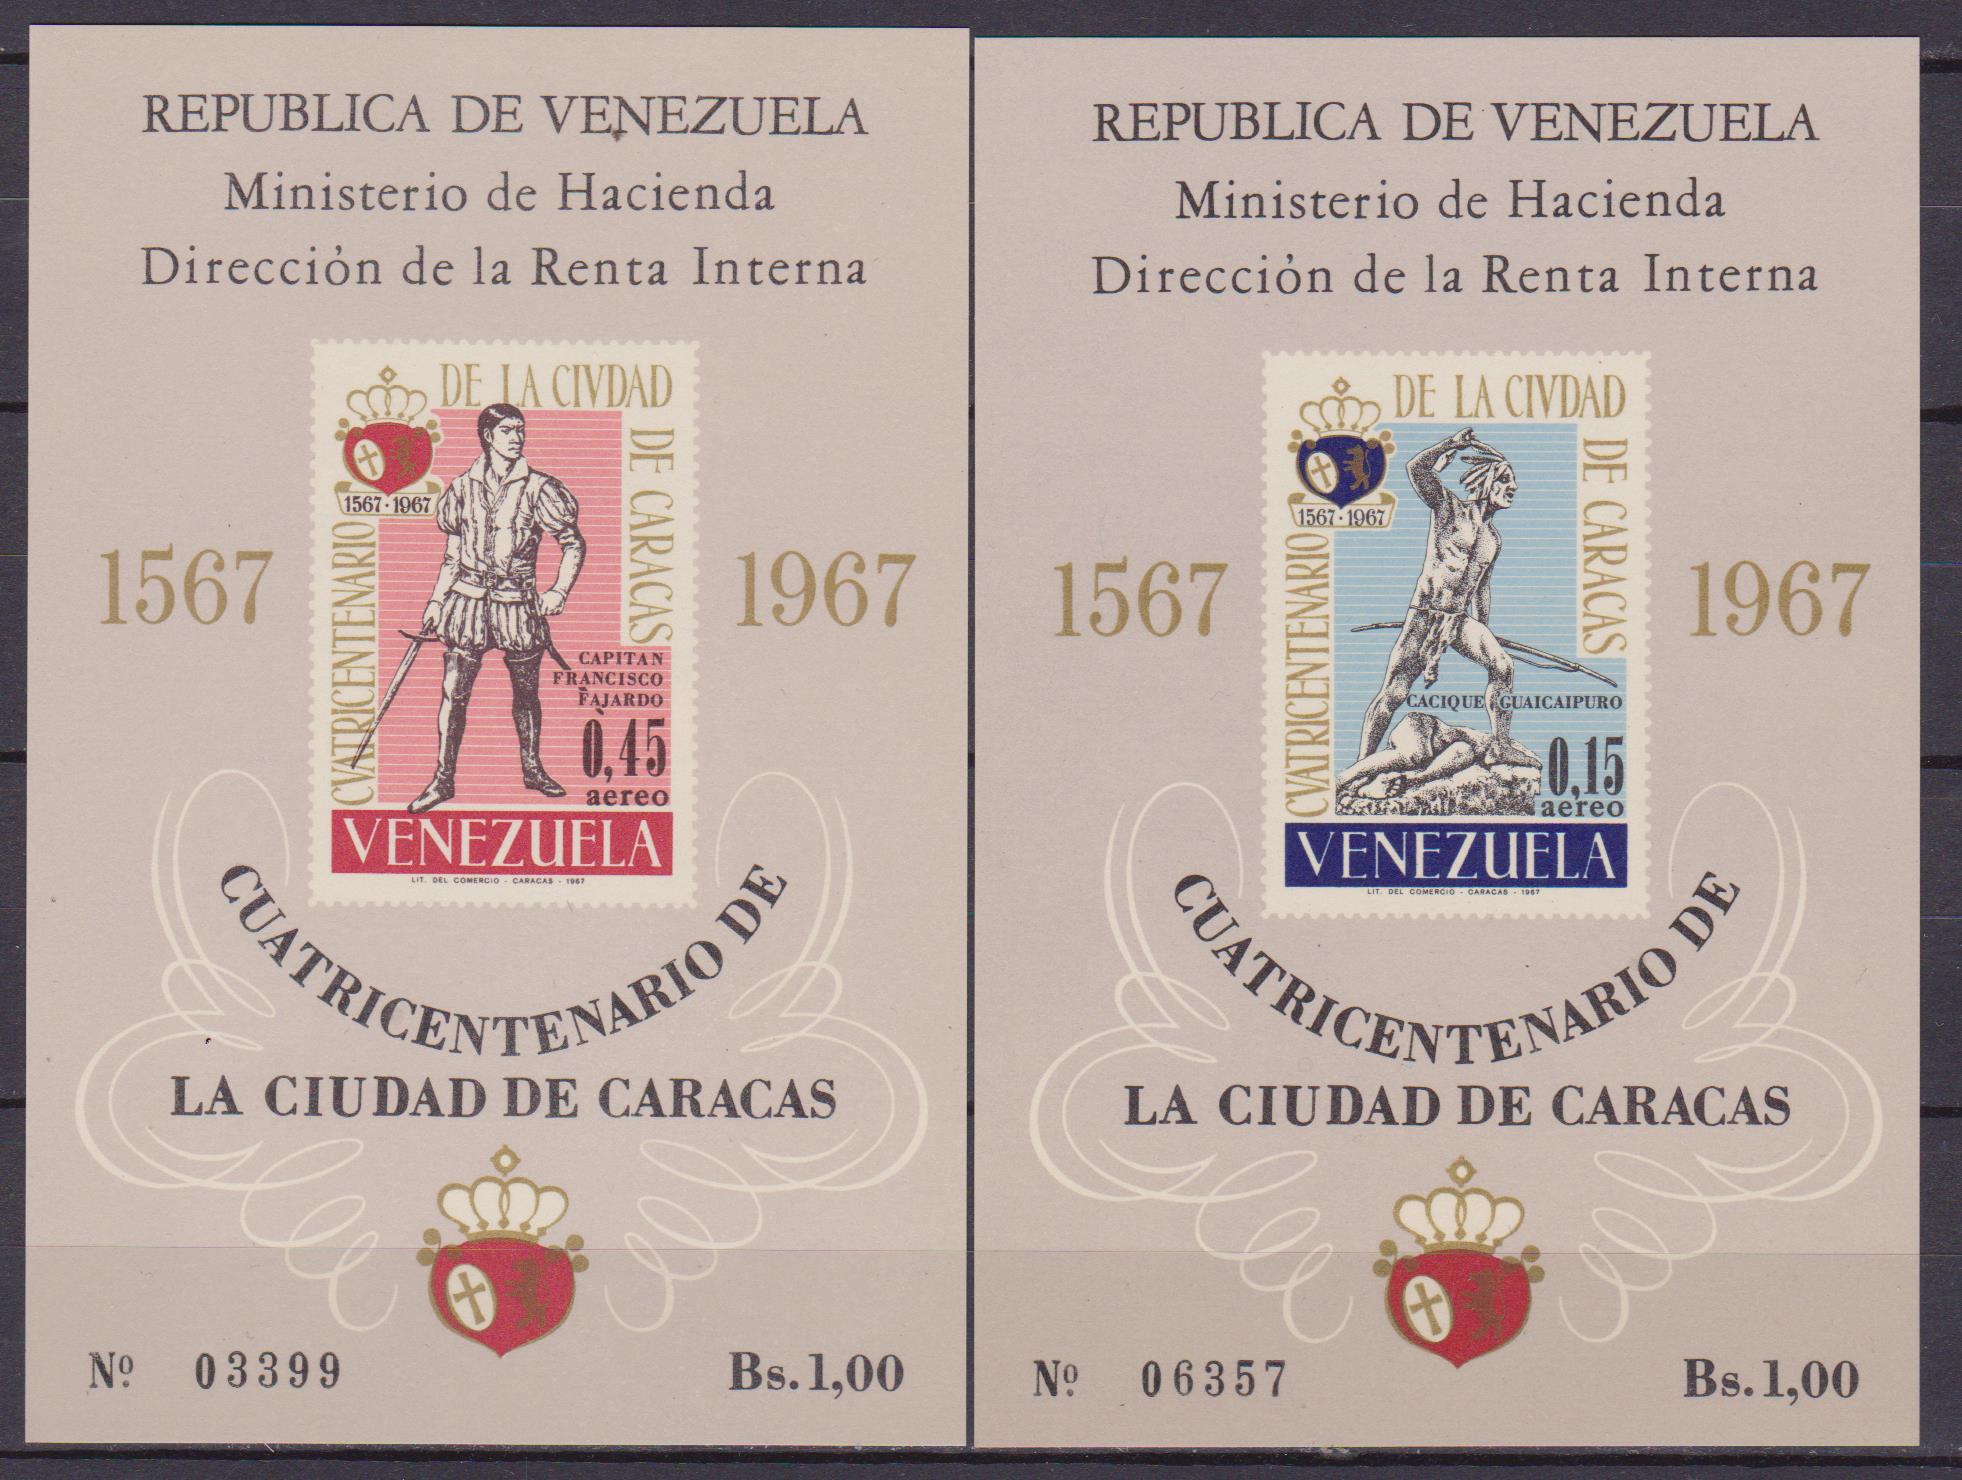 REPUBLICA DE VENEZUELA
Ministerio de Hacienda
Dirección de la Renta Interna
CVATRICENTENARIO
DE LA CIVDAD
DE CARACAS
1567·1967
1567
1967
CAPITAN
FRANCISCO
FAJARDO
0,45
aereo
VENEZUELA
LIT. DEL COMERCIO - CARACAS - 1967
CUATRICENTENARIO DE
LA CIUDAD DE CARACAS
Nº 03399
Bs.1,00
REPUBLICA DE VENEZUELA
Ministerio de Hacienda
Dirección de la Renta Interna
CVATRICENTENARIO
DE LA CIVDAD
DE CARACAS
1567·1967
1567
1967
CACIQUE GUAICAIPURO
0,15
aereo
VENEZUELA
LIT. DEL COMERCIO - CARACAS - 1967
CUATRICENTENARIO DE
LA CIUDAD DE CARACAS
Nº 06357
Bs.1,00